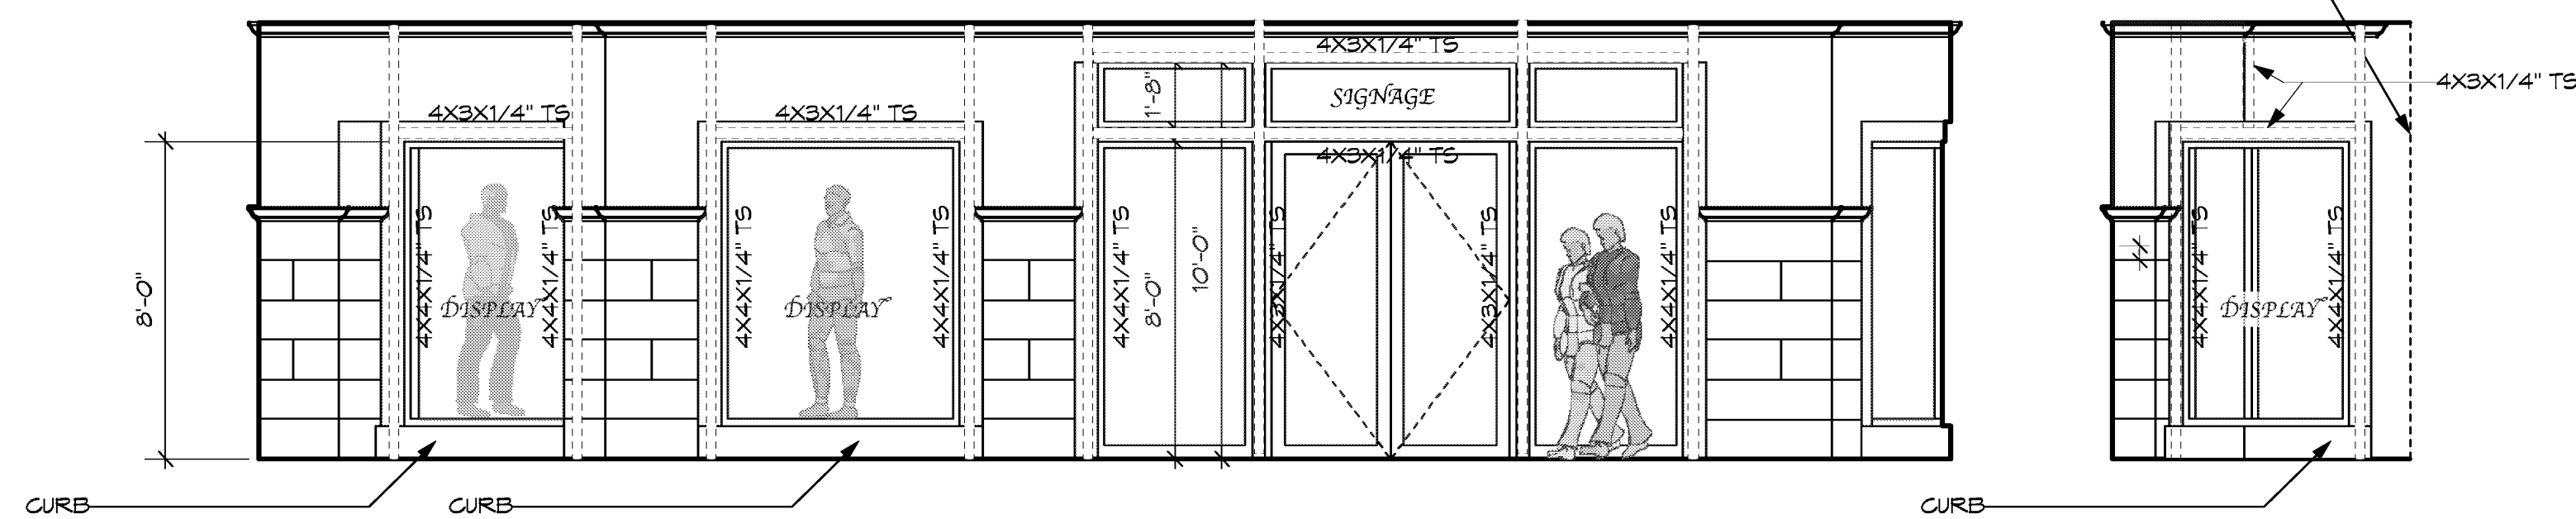 4X3X1/4" TS
4X3X1/4" TS
4X3X1/4" TS
1'-8"
SIGNAGE
4X3X1/4" TS
4X3X1/4" TS
8'-0"
4X4X1/4" TS
DISPLAY
4X4X1/4" TS
4X4X1/4" TS
DISPLAY
4X4X1/4" TS
4X4X1/4" TS
8'-0"
10'-0"
4X3X1/4" TS
4X3X1/4" TS
4X4X1/4" TS
4X4X1/4" TS
DISPLAY
4X4X1/4" TS
CURB
CURB
CURB